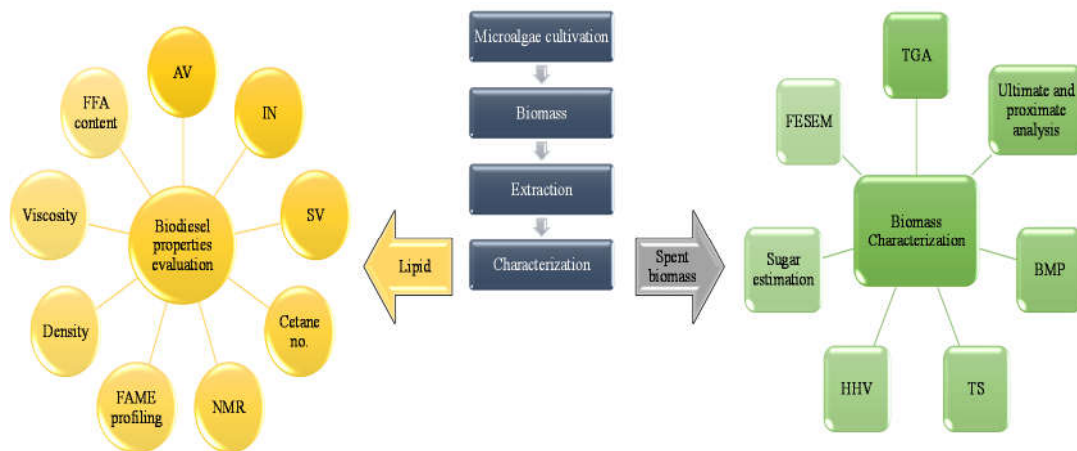 AV
FFA
content
IN
Viscosity
Biodiesel
properties
evaluation
SV
Density
Cetane
no.
FAME
profiling
NMR
Lipid
Microalgae cultivation
Biomass
Extraction
Characterization
Spent
biomass
TGA
FESEM
Ultimate and
proximate
analysis
Biomass
Characterization
Sugar
estimation
BMP
HHV
TS